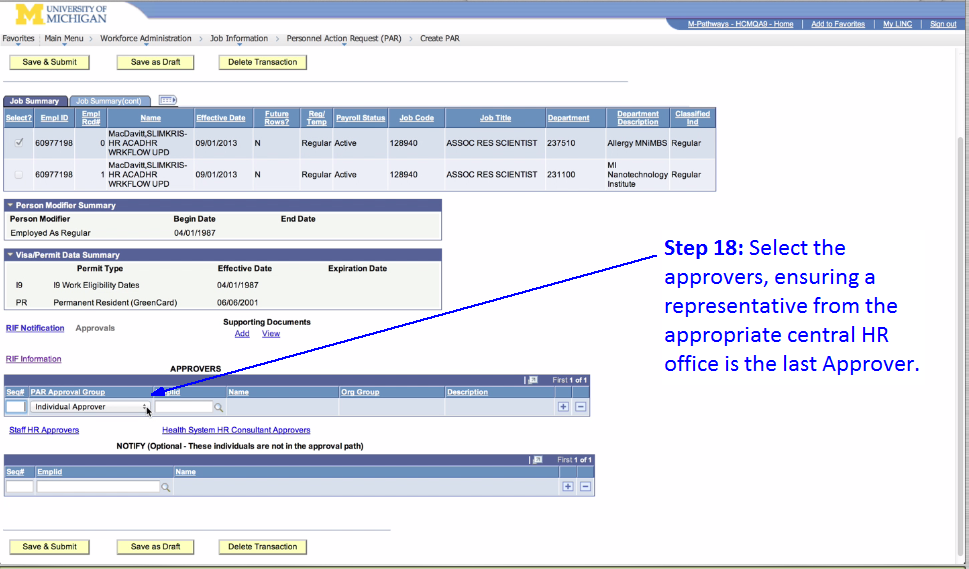 UNIVERSITY OF
MICHIGAN
M-Pathways - HCMQA9 - Home | Add to Favorites | My LINC | Sign out
Favorites | Main Menu > Workforce Administration > Job Information > Personnel Action Request (PAR) > Create PAR
Save & Submit Save as Draft Delete Transaction
Job Summary Job Summary(cont)
Select? Empl ID Empl Rcd# Name Effective Date Future Rows? Reg/Temp Payroll Status Job Code Job Title Department Department Description Classified Ind
60977198 0 MacDavitt,SLIMKRIS-HR ACADHR WRKFLOW UPD 09/01/2013 N Regular Active 128940 ASSOC RES SCIENTIST 237510 Allergy MNiMBS Regular
60977198 1 MacDavitt,SLIMKRIS-HR ACADHR WRKFLOW UPD 09/01/2013 N Regular Active 128940 ASSOC RES SCIENTIST 231100 MI Nanotechnology Institute Regular
Person Modifier Summary
Person Modifier Begin Date End Date
Employed As Regular 04/01/1987
Visa/Permit Data Summary
Permit Type Effective Date Expiration Date
I9 I9 Work Eligibility Dates 04/01/1987
PR Permanent Resident (GreenCard) 06/06/2001
Step 18: Select the
approvers, ensuring a
representative from the
appropriate central HR
office is the last Approver.
Supporting Documents
RIF Notification Approvals Add View
RIF Information
APPROVERS
First 1 of 1
Seq# PAR Approval Group Emplid Name Org Group Description
Individual Approver
Staff HR Approvers Health System HR Consultant Approvers
NOTIFY (Optional - These individuals are not in the approval path)
First 1 of 1
Seq# Emplid Name
Save & Submit Save as Draft Delete Transaction